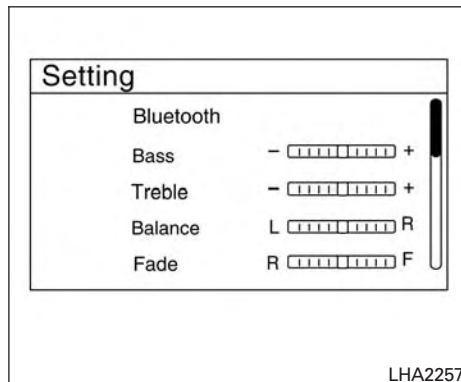 Setting
Bluetooth
Bass - +
Treble - +
Balance L R
Fade R F
LHA2257